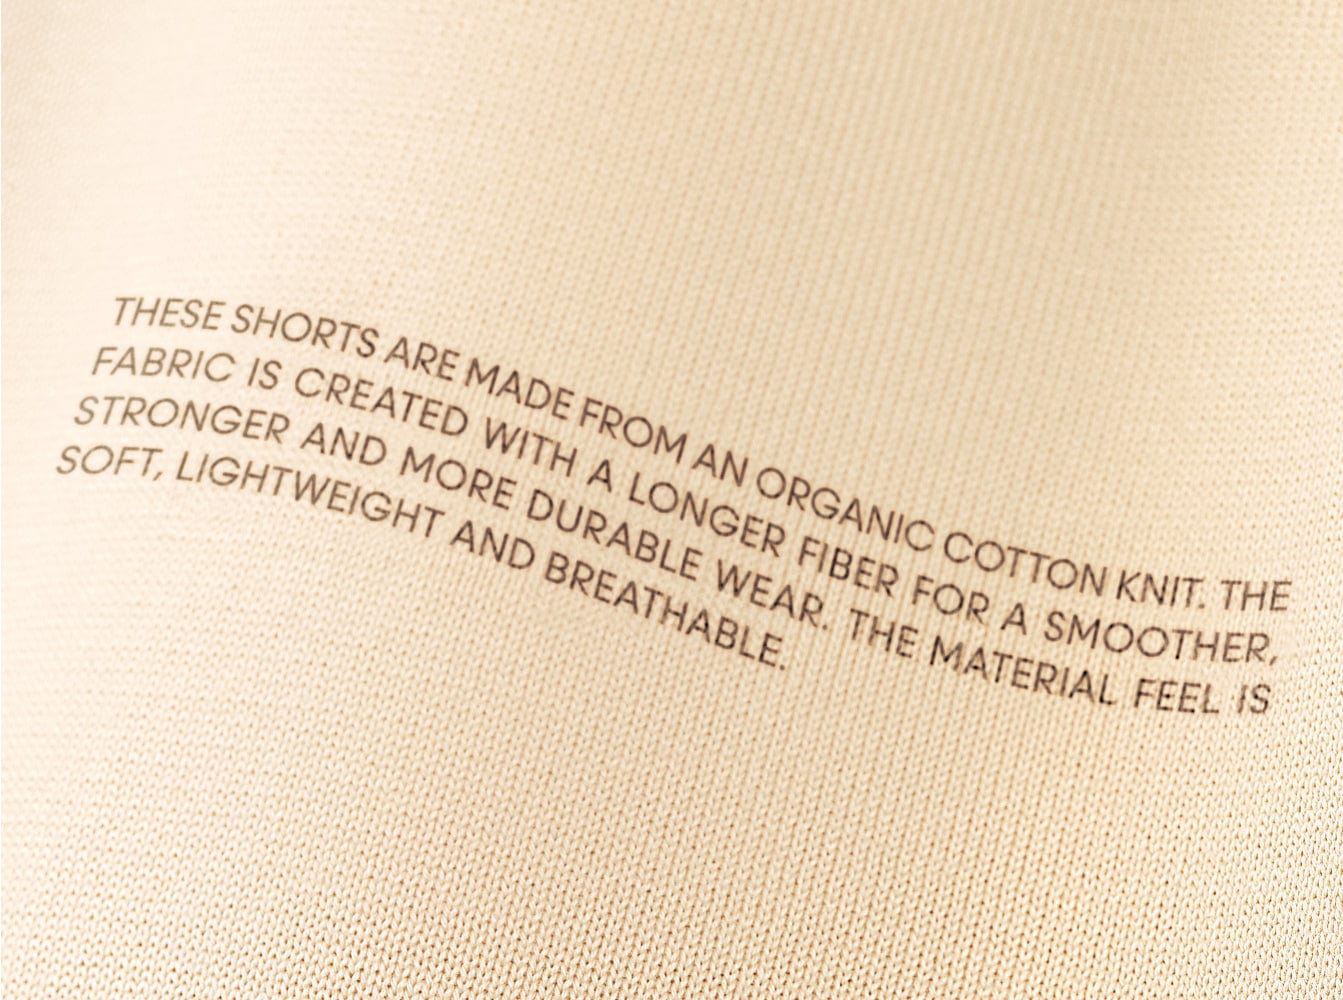 THESE SHORTS ARE MADE FROM AN ORGANIC COTTON KNIT. THE
FABRIC IS CREATED WITH A LONGER FIBER FOR A SMOOTHER,
STRONGER AND MORE DURABLE WEAR. THE MATERIAL FEEL IS
SOFT, LIGHTWEIGHT AND BREATHABLE.